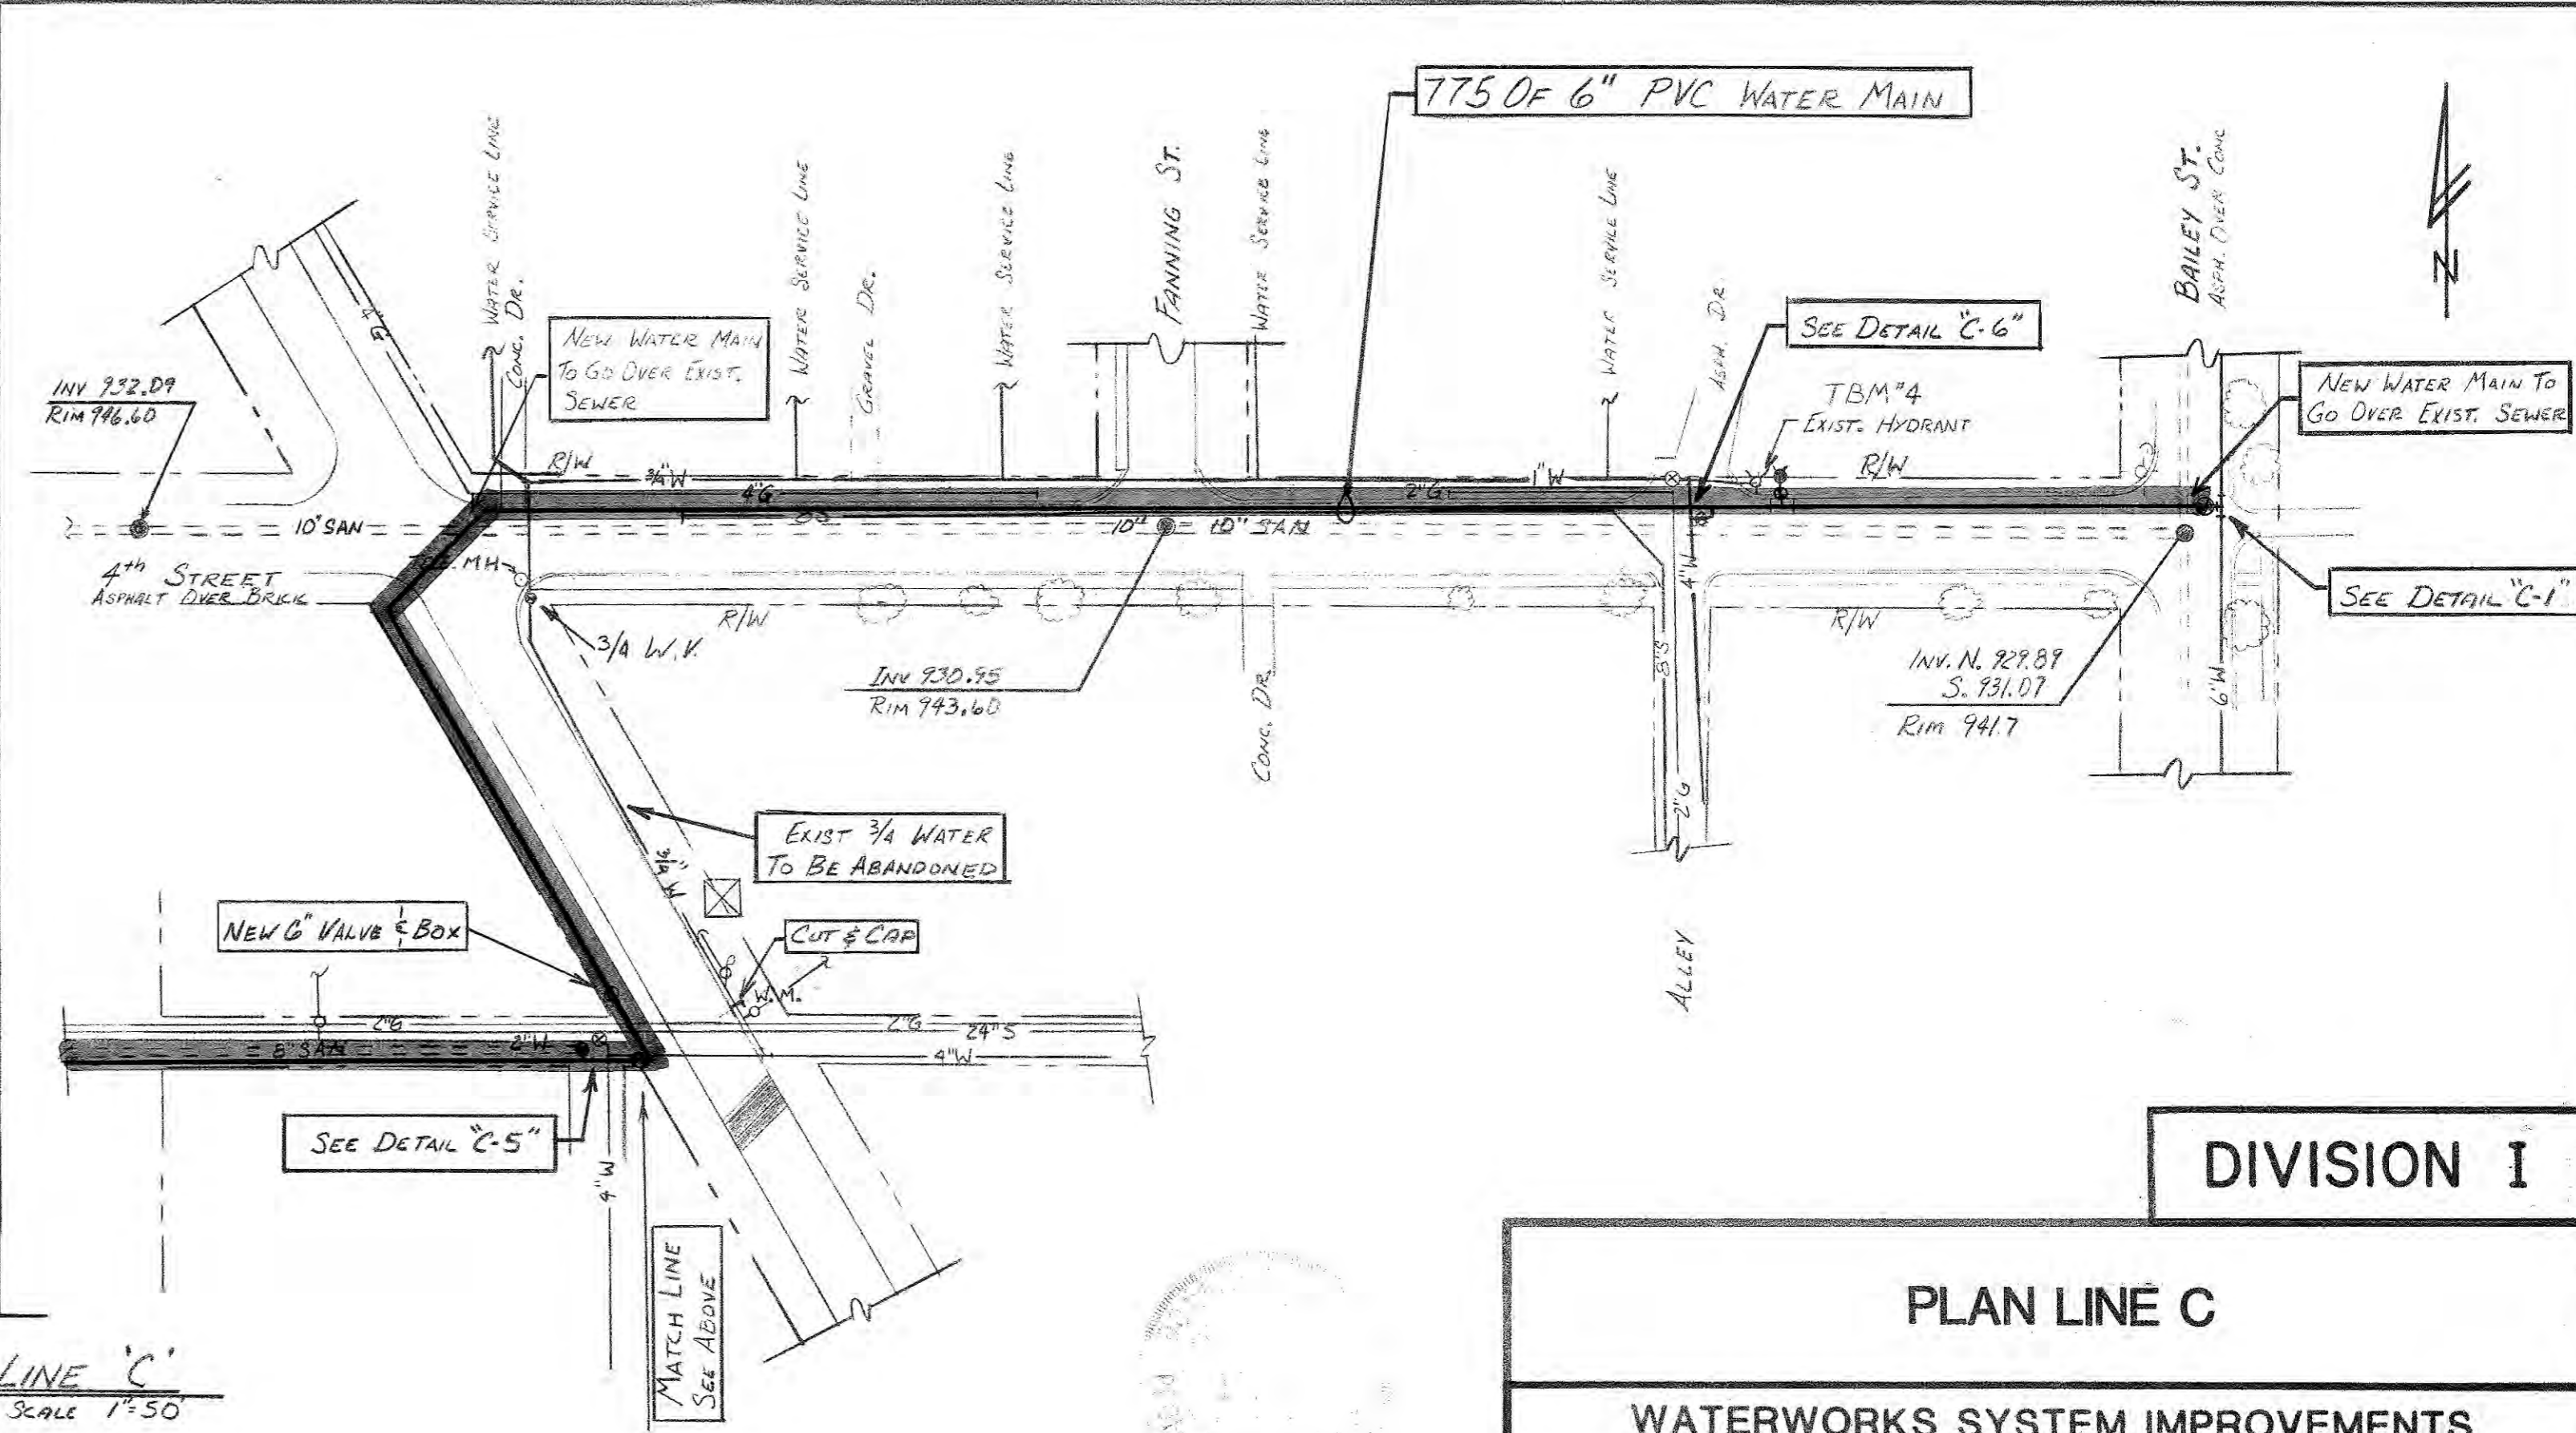 775 OF 6" PVC WATER MAIN
WATER SERVICE LINE
CONC. DR.
WATER SERVICE LINE
GRAVEL DR.
WATER SERVICE LINE
FANNING ST.
WATER SERVICE LINE
WATER SERVICE LINE
ASPH. DR.
BAILEY ST.
ASPH. OVER CONC
N
NEW WATER MAIN
TO GO OVER EXIST.
SEWER
SEE DETAIL "C-6"
TBM #4
EXIST. HYDRANT
NEW WATER MAIN TO
GO OVER EXIST. SEWER
INV 932.09
RIM 946.60
R/W
3/4" W
4"G
2"G
1"W
R/W
10" SAN
10"
10" SAN
MH
4th STREET
ASPHALT OVER BRICK
R/W
3/4 W.V.
4"W
8"S
R/W
SEE DETAIL "C-1"
INV 930.95
RIM 943.60
CONC. DR.
INV. N. 929.89
S. 931.07
RIM 941.7
6"W
2"G
EXIST 3/4 WATER
TO BE ABANDONED
3/4" W
NEW 6" VALVE & BOX
CUT & CAP
W.M.
ALLEY
2"G
2"G
24" S
8" SAN
2"W
4"W
SEE DETAIL "C-5"
4"W
MATCH LINE
SEE ABOVE
DIVISION I
PLAN LINE C
WATERWORKS SYSTEM IMPROVEMENTS
LINE 'C'
SCALE 1"=50'